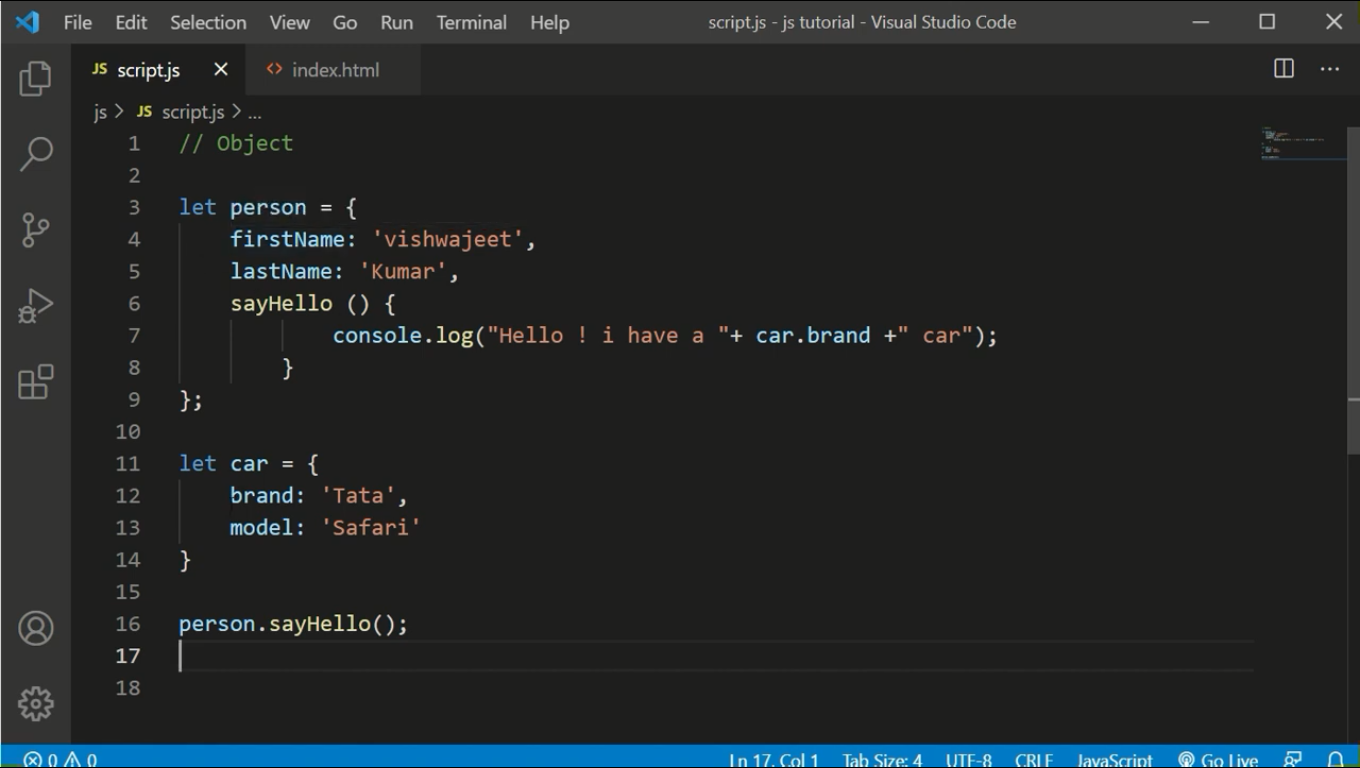 File Edit Selection View Go Run Terminal Help script.js - js tutorial - Visual Studio Code
JS script.js index.html
js > JS script.js > ...
1 // Object
2
3 let person = {
4 firstName: 'vishwajeet',
5 lastName: 'Kumar',
6 sayHello () {
7 console.log("Hello ! i have a "+ car.brand +" car");
8 }
9 };
10
11 let car = {
12 brand: 'Tata',
13 model: 'Safari'
14 }
15
16 person.sayHello();
17
18
0 0 Ln 17, Col 1 Tab Size: 4 UTF-8 CRLF JavaScript Go Live